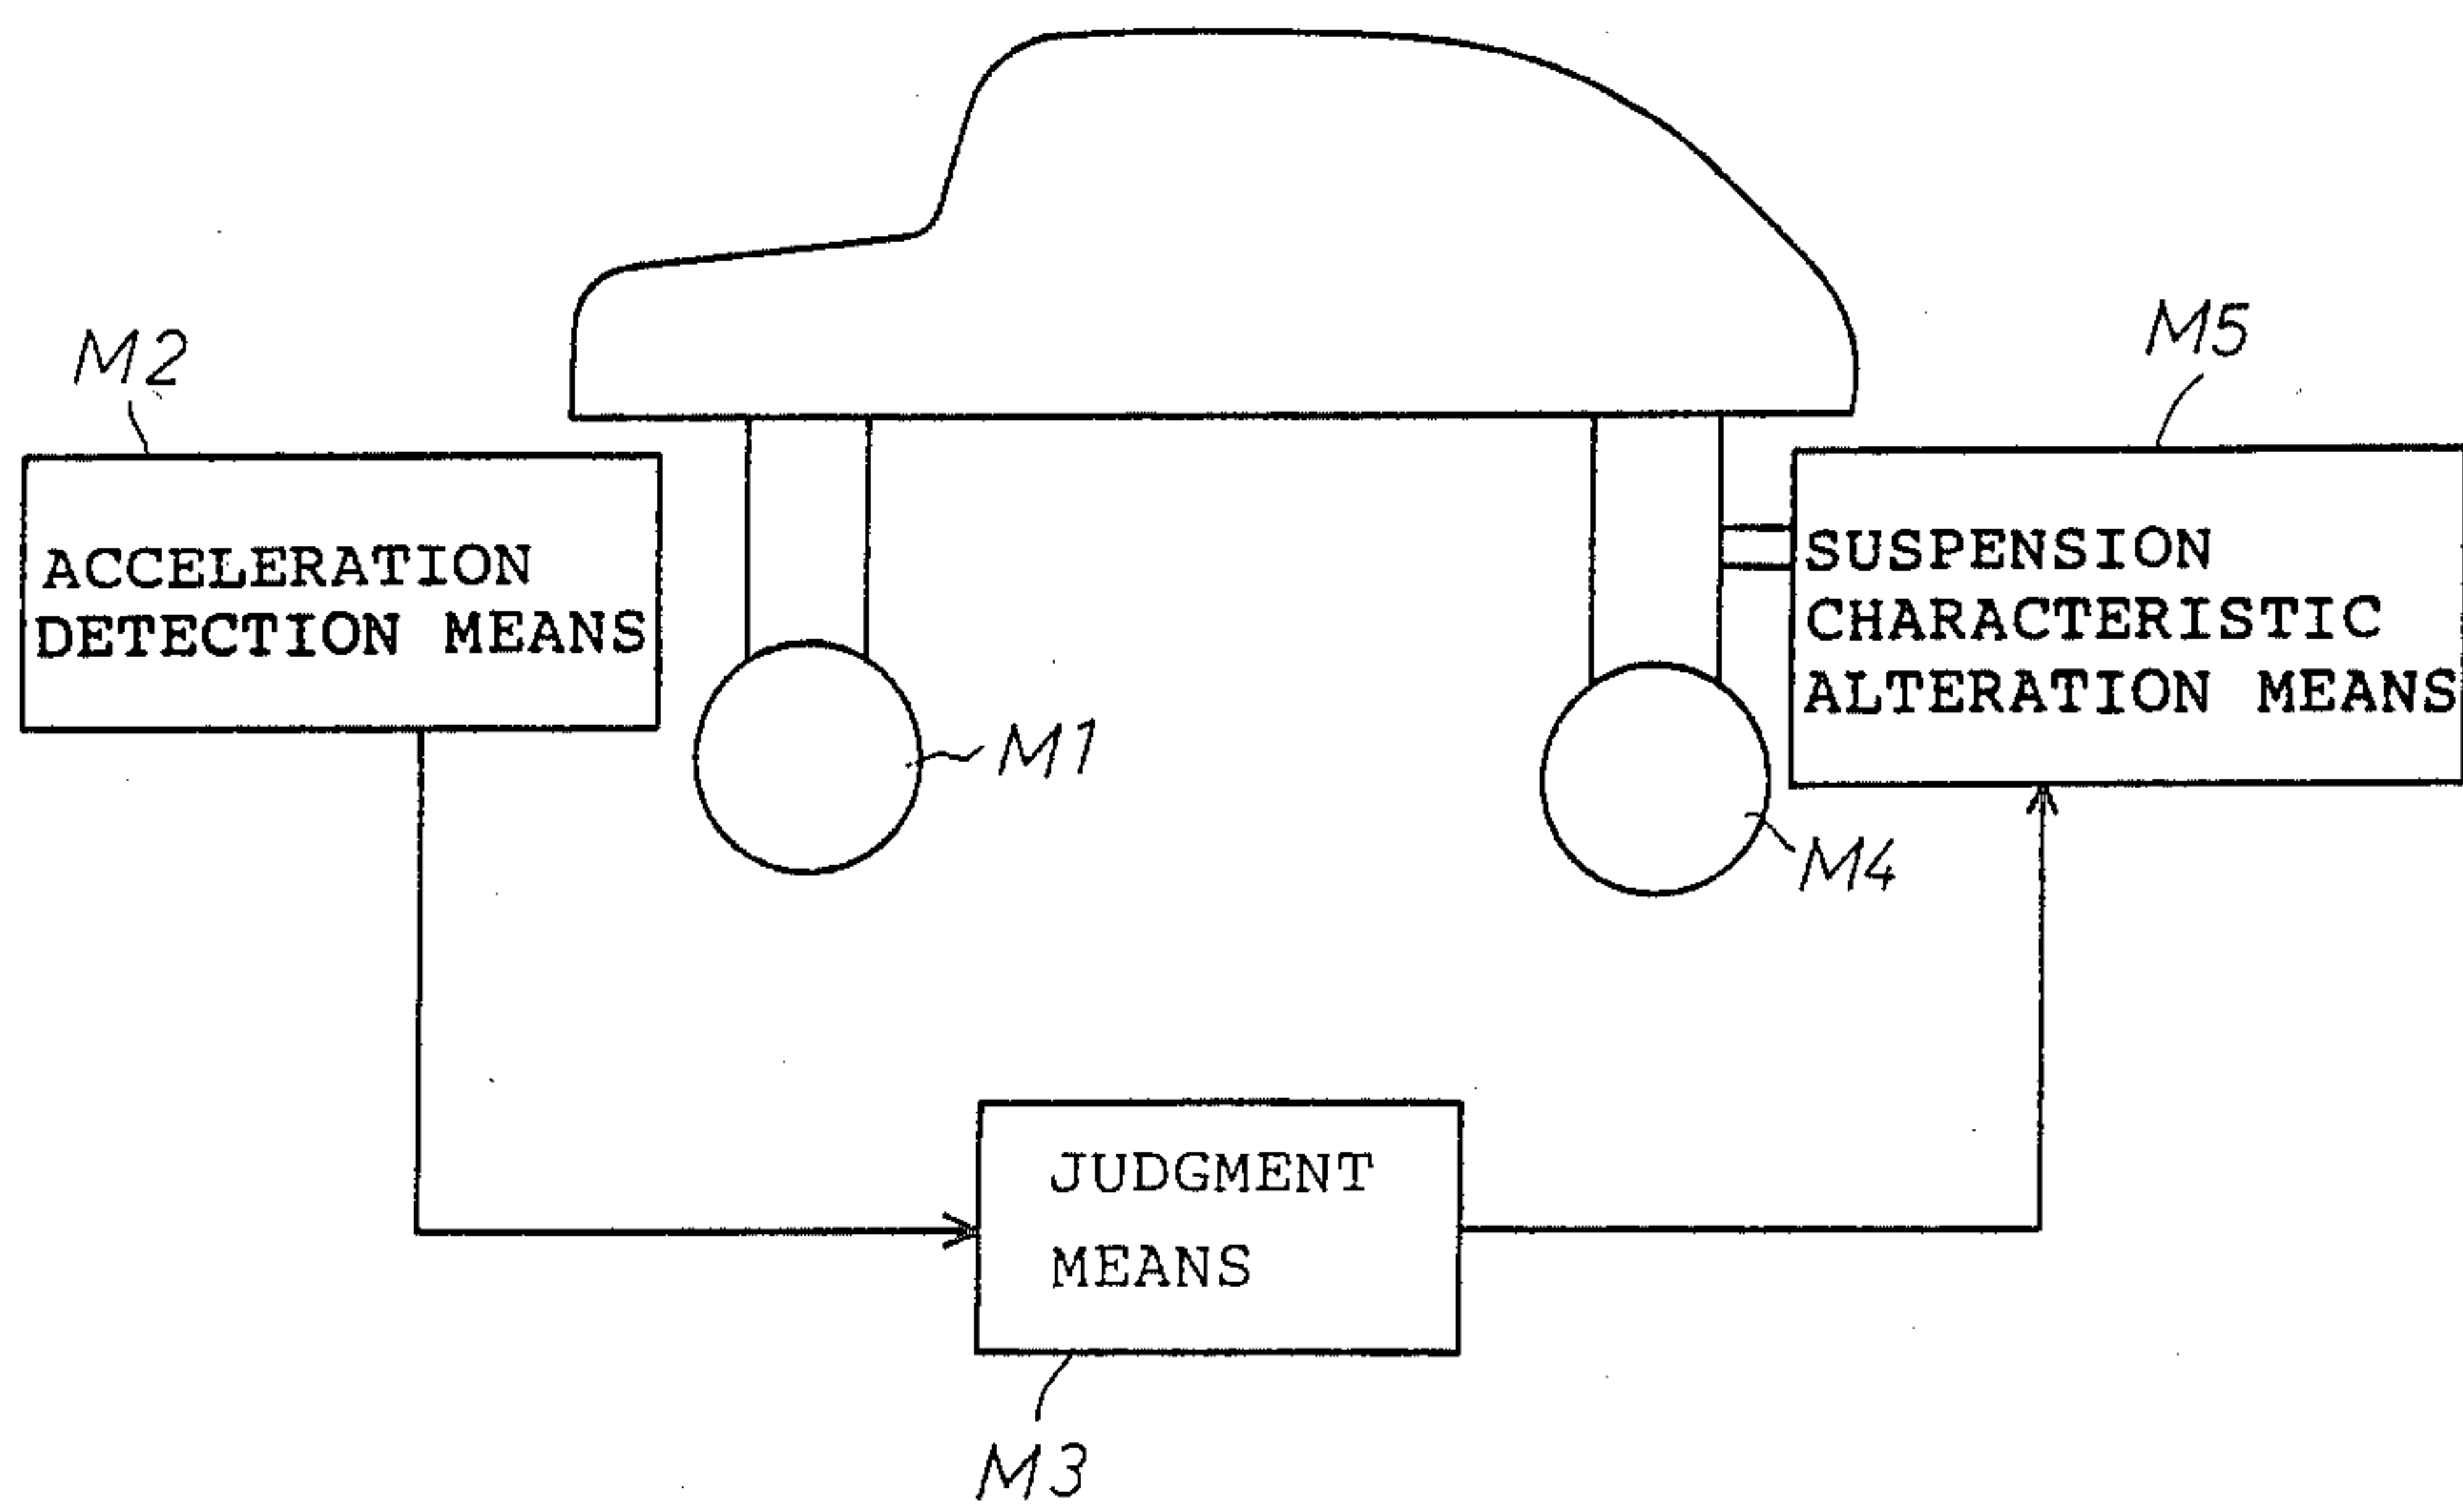 M2
M5
ACCELERATION
DETECTION MEANS
SUSPENSION
CHARACTERISTIC
ALTERATION MEANS
M1
M4
JUDGMENT
MEANS
M3